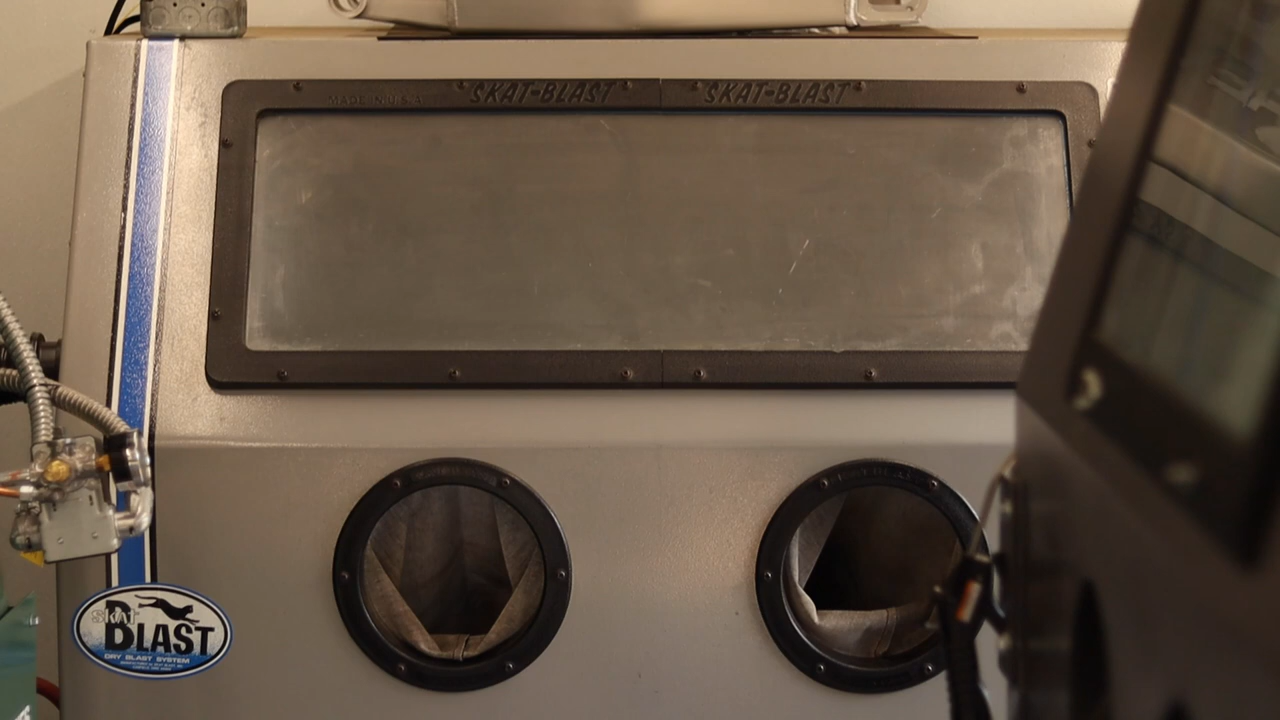 MADE IN U.S.A.
SKAT-BLAST SKAT-BLAST
SKAT
BLAST
DRY BLAST SYSTEM